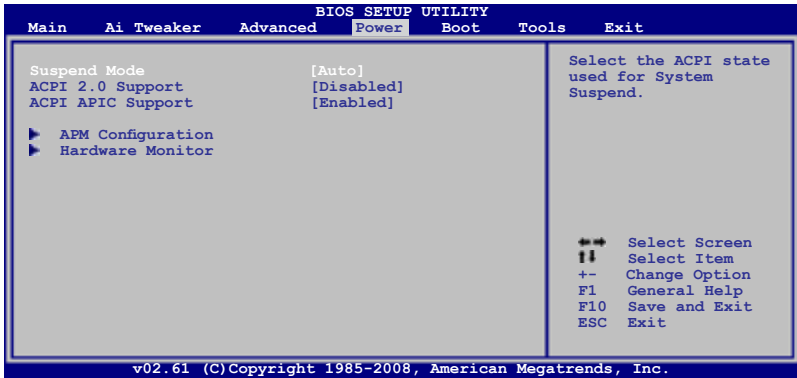 BIOS SETUP UTILITY
Main Ai Tweaker Advanced Power Boot Tools Exit
Suspend Mode [Auto]
ACPI 2.0 Support [Disabled]
ACPI APIC Support [Enabled]
APM Configuration
Hardware Monitor
Select the ACPI state
used for System
Suspend.
Select Screen
Select Item
+- Change Option
F1 General Help
F10 Save and Exit
ESC Exit
v02.61 (C)Copyright 1985-2008, American Megatrends, Inc.